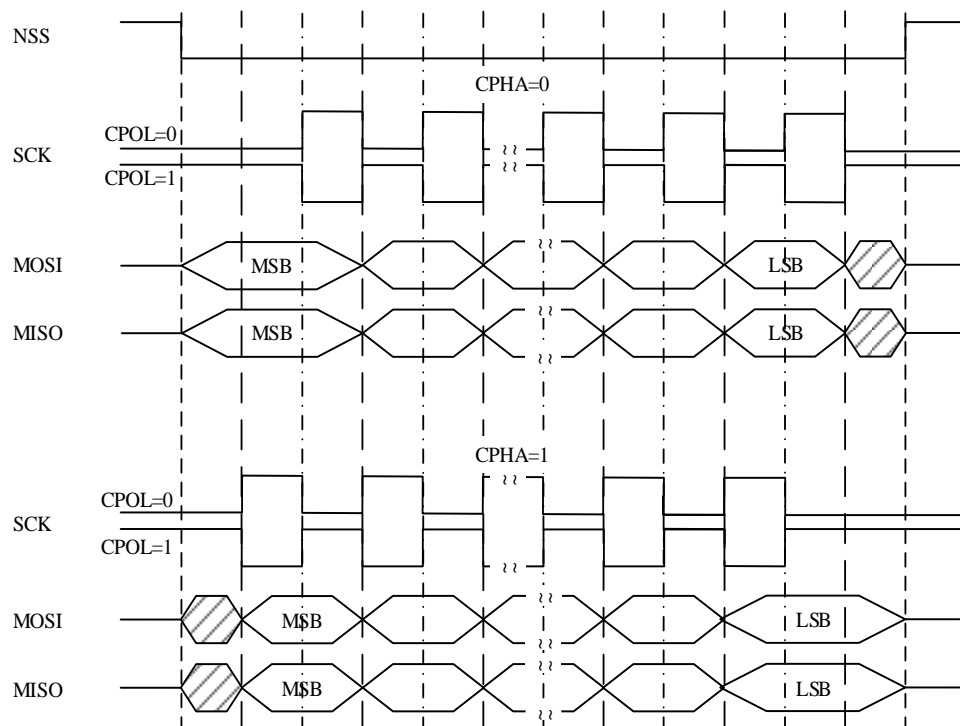 NSS
CPHA=0
CPOL=0
SCK
CPOL=1
MOSI MSB LSB
MISO MSB LSB
CPHA=1
CPOL=0
SCK
CPOL=1
MOSI MSB LSB
MISO MSB LSB